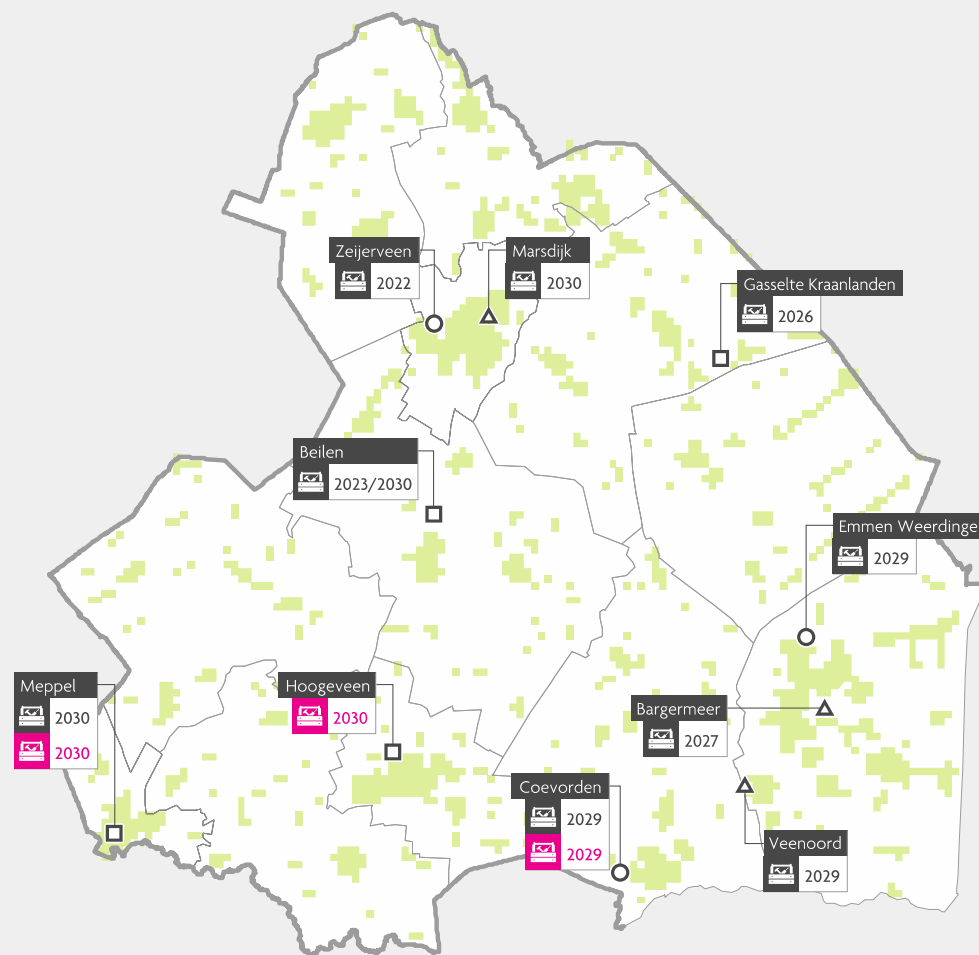 Zeijerveen
2022
Marsdijk
2030
Gasselte Kraanlanden
2026
Beilen
2023/2030
Emmen Weerdinge
2029
Meppel
2030
2030
Hoogeveen
2030
Bargermeer
2027
Coevorden
2029
2029
Veenoord
2029